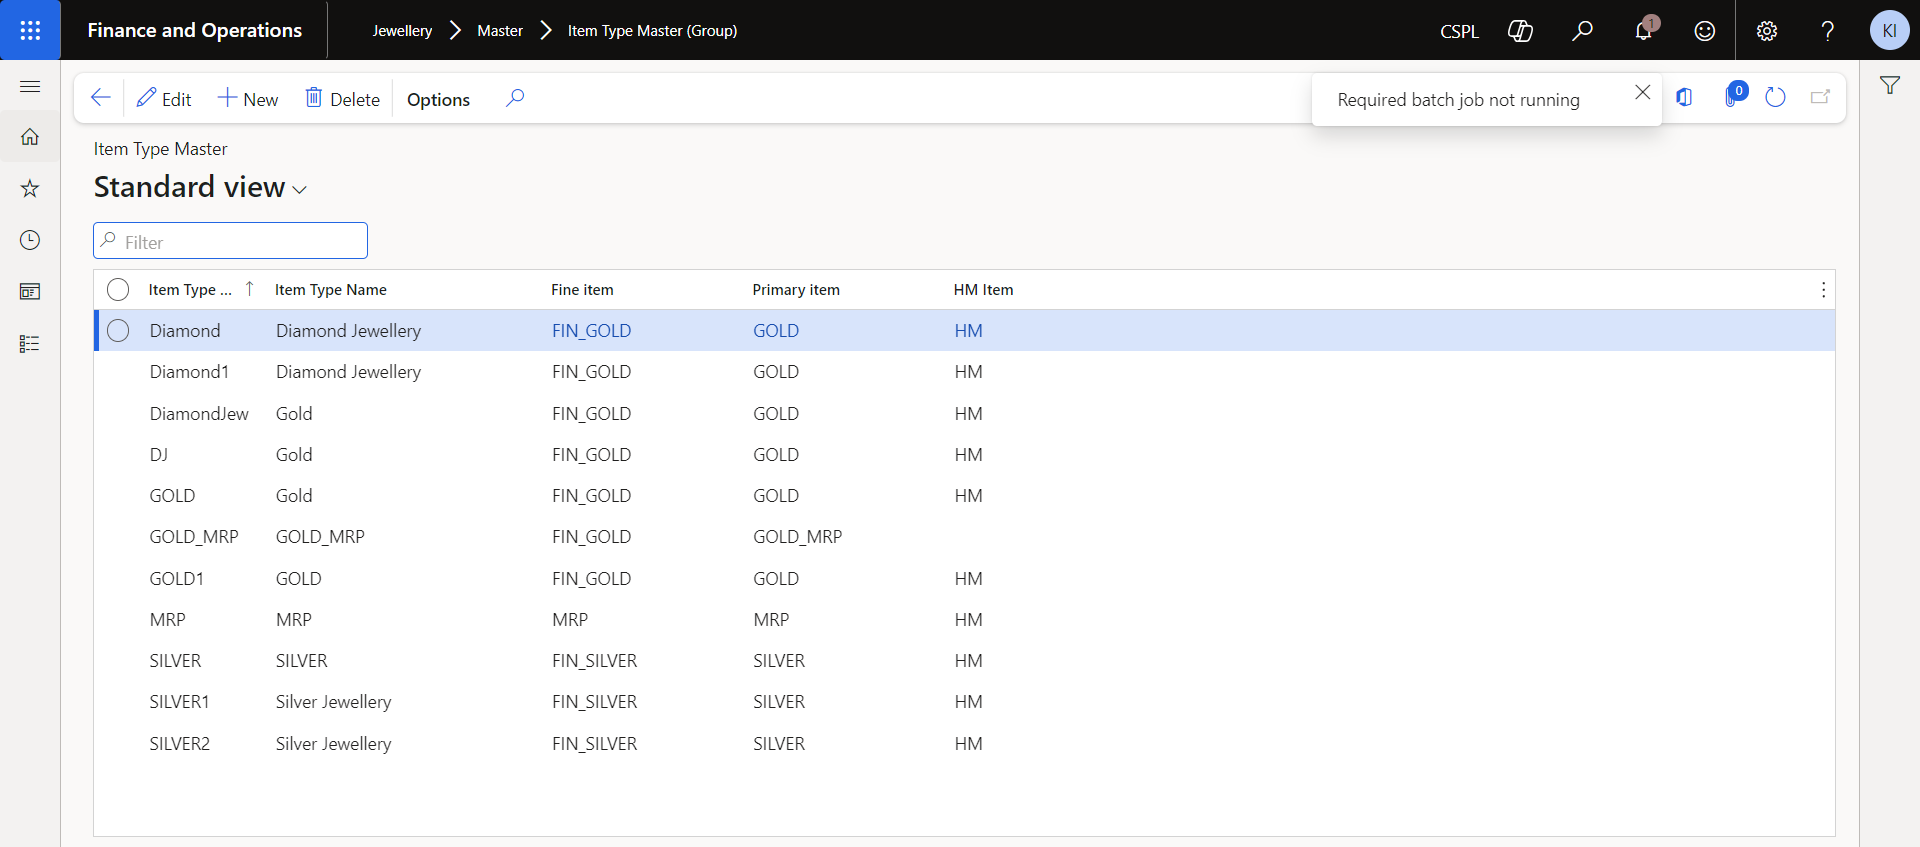 Finance and Operations
Jewellery Master Item Type Master (Group)
CSPL
1
KI
Edit New Delete Options
Required batch job not running
0
Item Type Master
Standard view
Filter
Item Type ... Item Type Name Fine item Primary item HM Item
Diamond Diamond Jewellery FIN_GOLD GOLD HM
Diamond1 Diamond Jewellery FIN_GOLD GOLD HM
DiamondJew Gold FIN_GOLD GOLD HM
DJ Gold FIN_GOLD GOLD HM
GOLD Gold FIN_GOLD GOLD HM
GOLD_MRP GOLD_MRP FIN_GOLD GOLD_MRP
GOLD1 GOLD FIN_GOLD GOLD HM
MRP MRP MRP MRP HM
SILVER SILVER FIN_SILVER SILVER HM
SILVER1 Silver Jewellery FIN_SILVER SILVER HM
SILVER2 Silver Jewellery FIN_SILVER SILVER HM